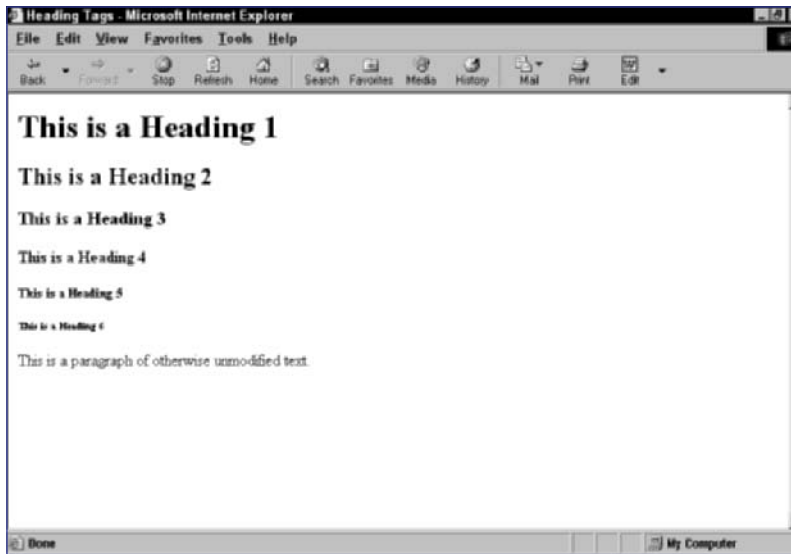 Heading Tags - Microsoft Internet Explorer
File Edit View Favorites Tools Help
Back Forward Stop Refresh Home Search Favorites Media History Mail Print Edit
This is a Heading 1
This is a Heading 2
This is a Heading 3
This is a Heading 4
This is a Heading 5
This is a Heading 6
This is a paragraph of otherwise unmodified text.
Done My Computer